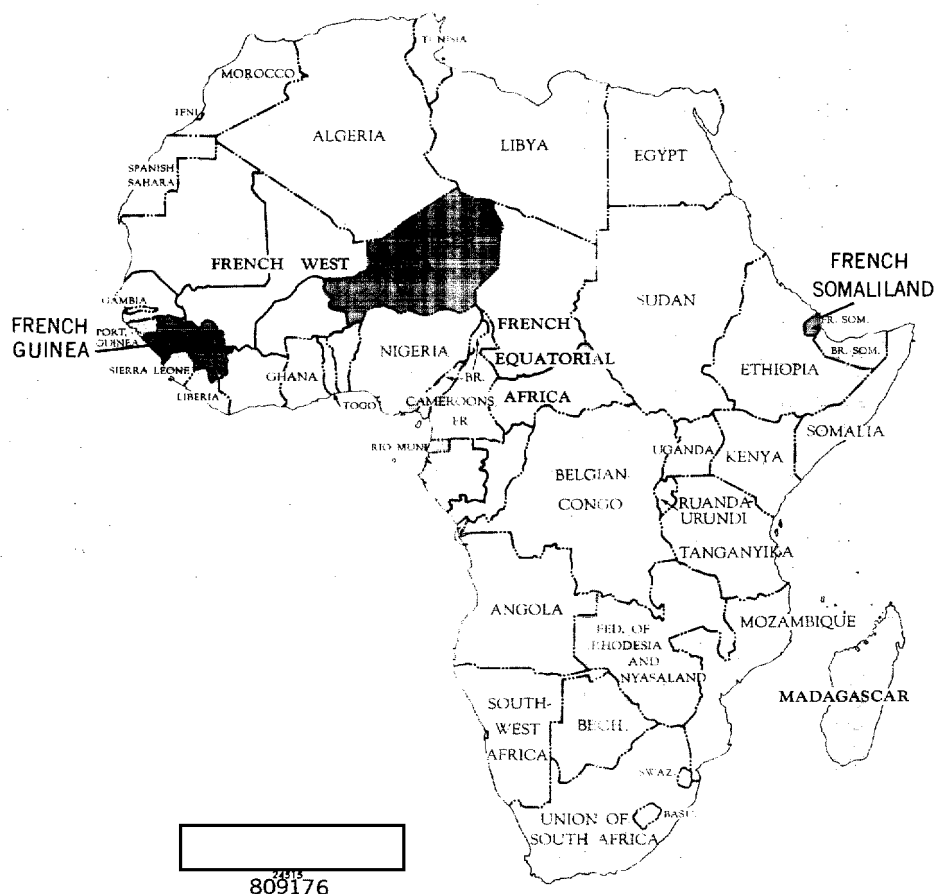 TUNISIA
MOROCCO
IFNI
ALGERIA
LIBYA
EGYPT
SPANISH
SAHARA
FRENCH WEST
FRENCH
SOMALILAND
GAMBIA
SUDAN
FRENCH
GUINEA
PORT.
GUINEA
FRENCH
EQUATORIAL
AFRICA
FR. SOM.
BR. SOM.
NIGERIA
SIERRA LEONE
GHANA
ETHIOPIA
LIBERIA
TOGO
BR.
CAMEROONS
FR
SOMALIA
RIO MUNI
UGANDA
KENYA
BELGIAN
CONGO
RUANDA
URUNDI
TANGANYIKA
ANGOLA
MOZAMBIQUE
FED. OF
RHODESIA
AND
NYASALAND
MADAGASCAR
SOUTH-
WEST
AFRICA
BECH.
SWAZ.
BASU.
UNION OF
SOUTH AFRICA
24515
809176